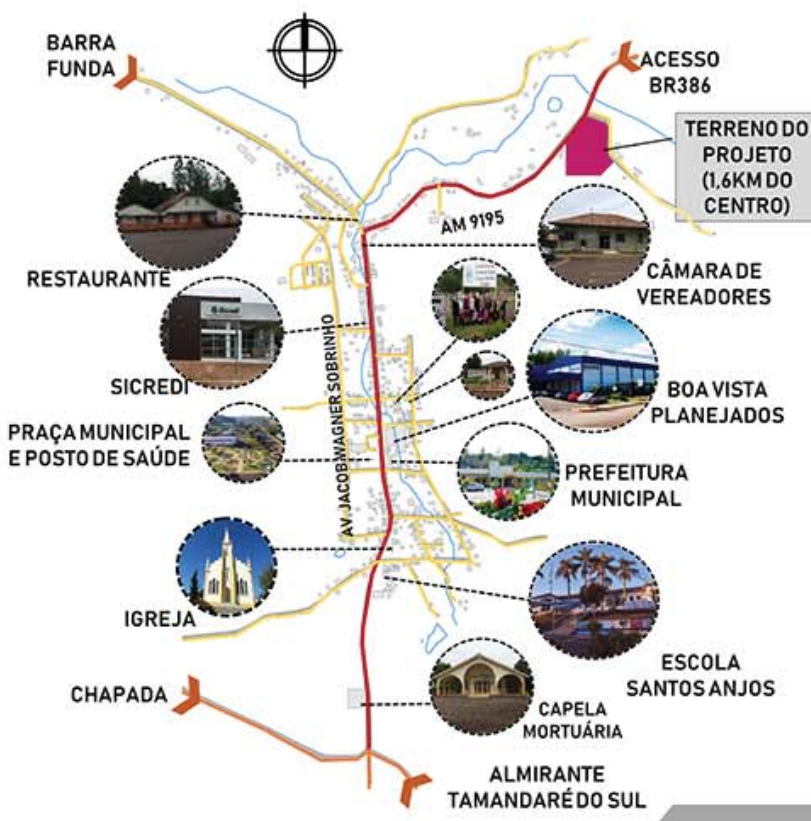 BARRA
FUNDA
ACESSO
BR386
TERRENO DO
PROJETO
(1,6KM DO
CENTRO)
AM 9195
RESTAURANTE
CÂMARA DE
VEREADORES
SICREDI
AV. JACOB WAGNER SOBRINHO
BOA VISTA
PLANEJADOS
PRAÇA MUNICIPAL
E POSTO DE SAÚDE
PREFEITURA
MUNICIPAL
IGREJA
ESCOLA
SANTOS ANJOS
CHAPADA
CAPELA
MORTUÁRIA
ALMIRANTE
TAMANDARÉ DO SUL